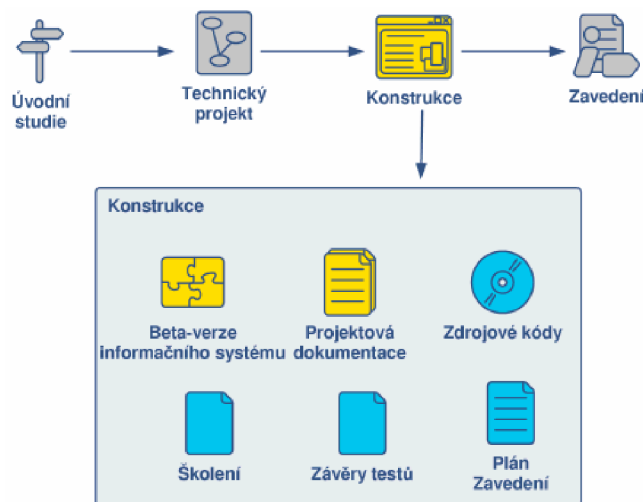 Úvodní
studie
Technický
projekt
Konstrukce
Zavedení
Konstrukce
Beta-verze
informačního systému
Projektová
dokumentace
Zdrojové kódy
Školení
Závěry testů
Plán
Zavedení